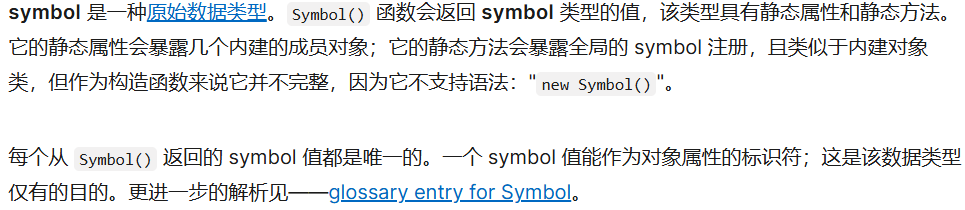 symbol 是一种原始数据类型。Symbol() 函数会返回 symbol 类型的值，该类型具有静态属性和静态方法。
它的静态属性会暴露几个内建的成员对象；它的静态方法会暴露全局的 symbol 注册，且类似于内建对象
类，但作为构造函数来说它并不完整，因为它不支持语法："new Symbol()"。
每个从 Symbol() 返回的 symbol 值都是唯一的。一个 symbol 值能作为对象属性的标识符；这是该数据类型
仅有的目的。更进一步的解析见——glossary entry for Symbol。